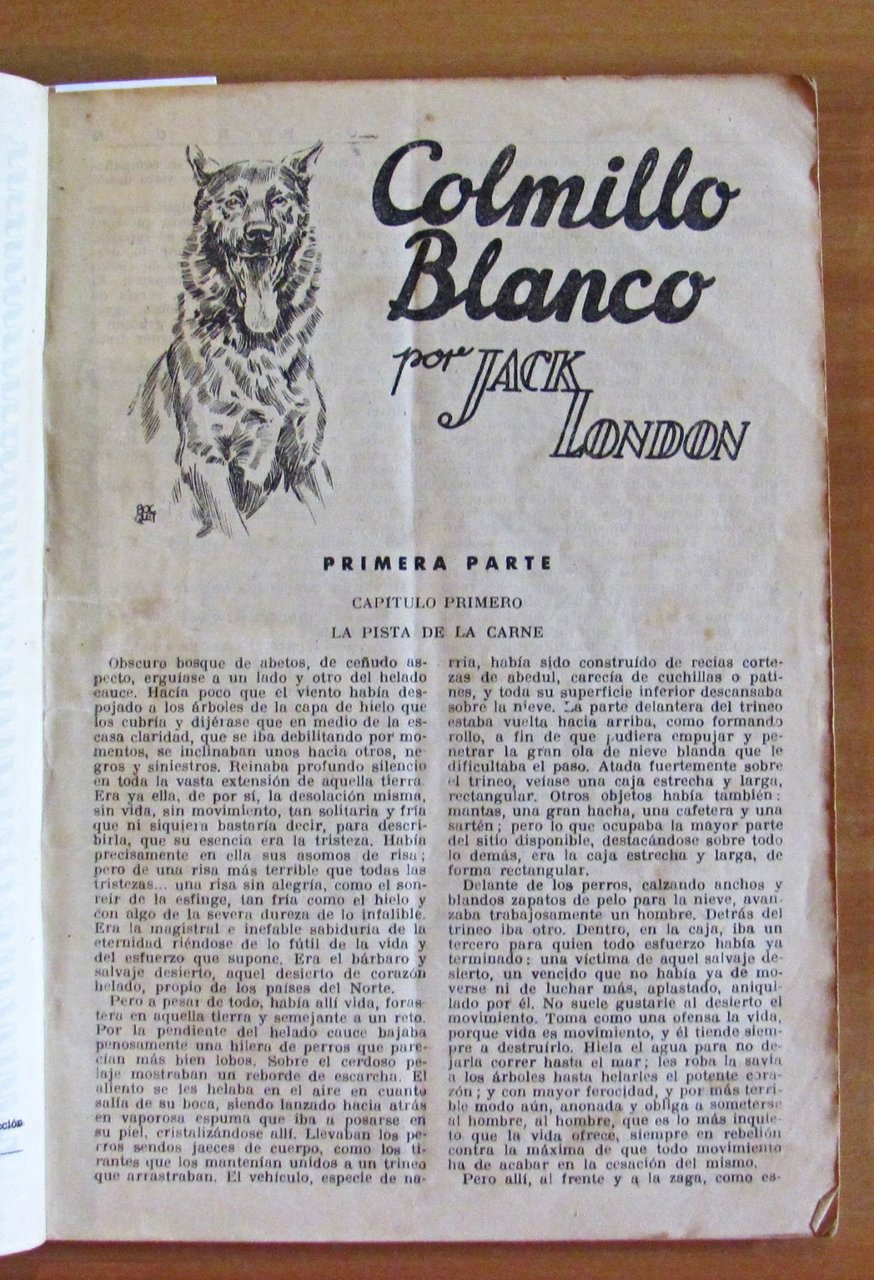 Colmillo
Blanco
por JACK
LONDON
PRIMERA PARTE
CAPITULO PRIMERO
LA PISTA DE LA CARNE
Obscuro bosque de abetos, de ceñudo as-
pecto, erguíase a un lado y otro del helado
cauce. Hacía poco que el viento había des-
pojado a los árboles de la capa de hielo que
los cubría y dijérase que en medio de la es-
casa claridad, que se iba debilitando por mo-
mentos, se inclinaban unos hacia otros, ne-
gros y siniestros. Reinaba profundo silencio
en toda la vasta extensión de aquella tierra.
Era ya ella, de por sí, la desolación misma,
sin vida, sin movimiento, tan solitaria y fría
que ni siquiera bastaría decir, para descri-
birla, que su esencia era la tristeza. Había
precisamente en ella sus asomos de risa;
pero de una risa más terrible que todas las
tristezas... una risa sin alegría, como el son-
reír de la esfinge, tan fría como el hielo y
con algo de la severa dureza de lo infalible.
Era la magistral e inefable sabiduría de la
eternidad riéndose de lo fútil de la vida y
del esfuerzo que supone. Era el bárbaro y
salvaje desierto, aquel desierto de corazón
helado, propio de los países del Norte.
Pero a pesar de todo, había allí vida, foras-
tera en aquella tierra y semejante a un reto.
Por la pendiente del helado cauce bajaba
penosamente una hilera de perros que pare-
cían más bien lobos. Sobre el cerdoso pe-
laje mostraban un reborde de escarcha. El
aliento se les helaba en el aire en cuanto
salía de su boca, siendo lanzado hacia atrás
en vaporosa espuma que iba a posarse en
su piel, cristalizándose allí. Llevaban los pe-
rros sendos jaeces de cuerpo, como los ti-
rantes que los mantenían unidos a un trineo
que arrastraban. El vehículo, especie de na-
rría, había sido construído de recias corte-
zas de abedul, carecía de cuchillas o pati-
nes, y toda su superficie inferior descansaba
sobre la nieve. La parte delantera del trineo
estaba vuelta hacia arriba, como formando
rollo, a fin de que pudiera empujar y pe-
netrar la gran ola de nieve blanda que le
dificultaba el paso. Atada fuertemente sobre
el trineo, veíase una caja estrecha y larga,
rectangular. Otros objetos había también:
mantas, una gran hacha, una cafetera y una
sartén; pero lo que ocupaba la mayor parte
del sitio disponible, destacándose sobre todo
lo demás, era la caja estrecha y larga, de
forma rectangular.
Delante de los perros, calzando anchos y
blandos zapatos de pelo para la nieve, avan-
zaba trabajosamente un hombre. Detrás del
trineo iba otro. Dentro, en la caja, iba un
tercero para quien todo esfuerzo había ya
terminado: una víctima de aquel salvaje de-
sierto, un vencido que no había ya de mo-
verse ni de luchar más, aplastado, aniqui-
lado por él. No suele gustarle al desierto el
movimiento. Toma como una ofensa la vida,
porque vida es movimiento, y él tiende siem-
pre a destruirlo. Hiela el agua para no de-
jarla correr hasta el mar; les roba la savia
a los árboles hasta helarles el potente cora-
zón; y con mayor ferocidad, y por más terri-
ble modo aún, anonada y obliga a someterse
al hombre, al hombre, que es lo más inquie-
to que la vida ofrece, siempre en rebelión
contra la máxima de que todo movimiento
ha de acabar en la cesación del mismo.
Pero allí, al frente y a la zaga, como es-